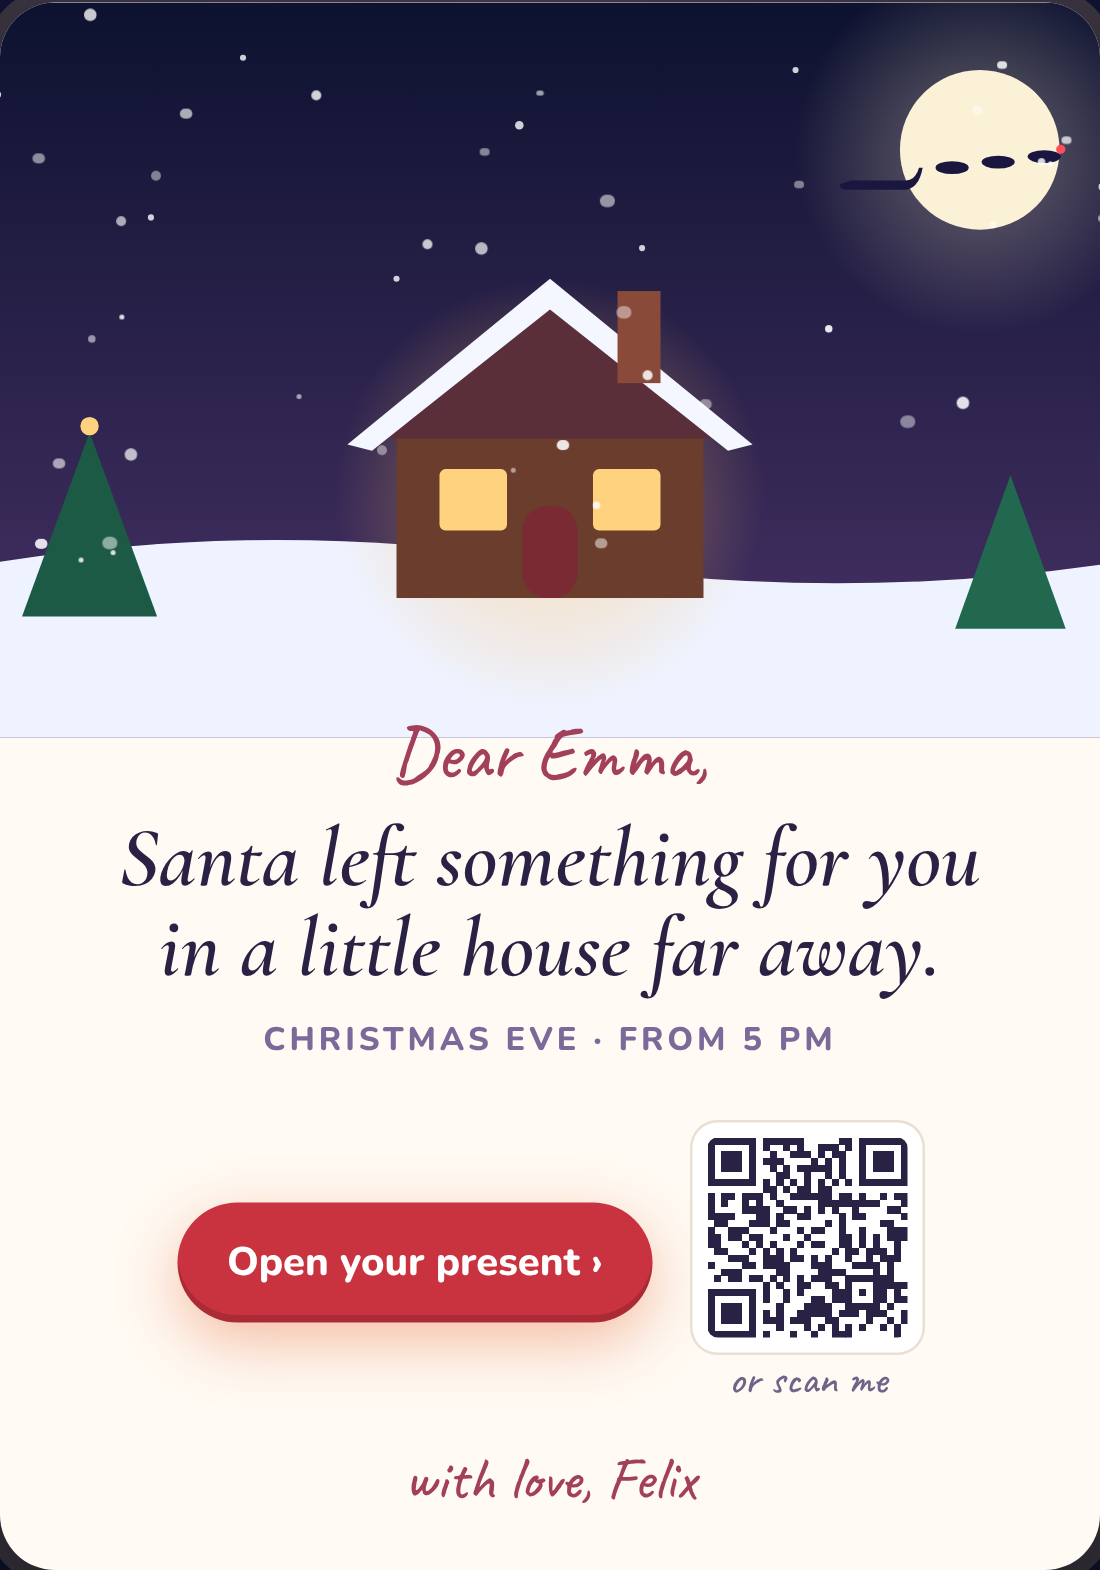 Dear Emma,
Santa left something for you
in a little house far away.
CHRISTMAS EVE · FROM 5 PM
Open your present ›
or scan me
with love, Felix